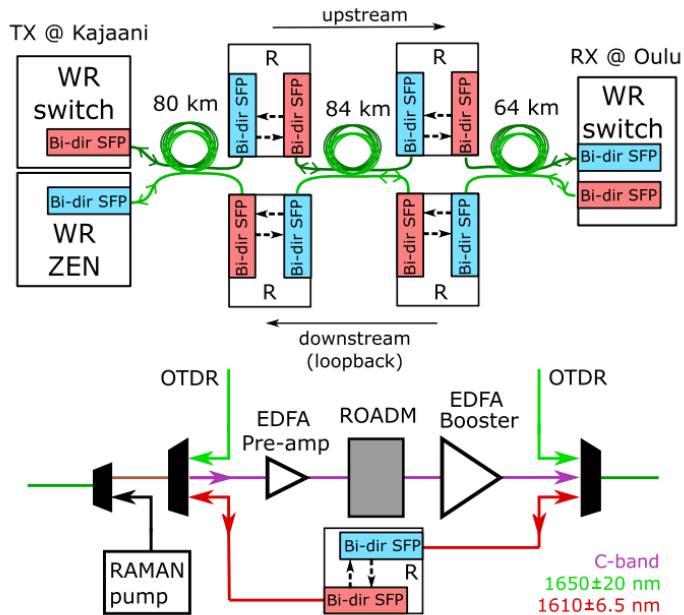 upstream
TX @ Kajaani
RX @ Oulu
WR
switch
Bi-dir SFP
Bi-dir SFP
WR
ZEN
80 km
R
Bi-dir SFP
Bi-dir SFP
84 km
R
Bi-dir SFP
Bi-dir SFP
64 km
WR
switch
Bi-dir SFP
Bi-dir SFP
Bi-dir SFP
Bi-dir SFP
R
Bi-dir SFP
Bi-dir SFP
R
downstream
(loopback)
OTDR
EDFA
Pre-amp
ROADM
EDFA
Booster
OTDR
RAMAN
pump
Bi-dir SFP
R
Bi-dir SFP
C-band
1650±20 nm
1610±6.5 nm